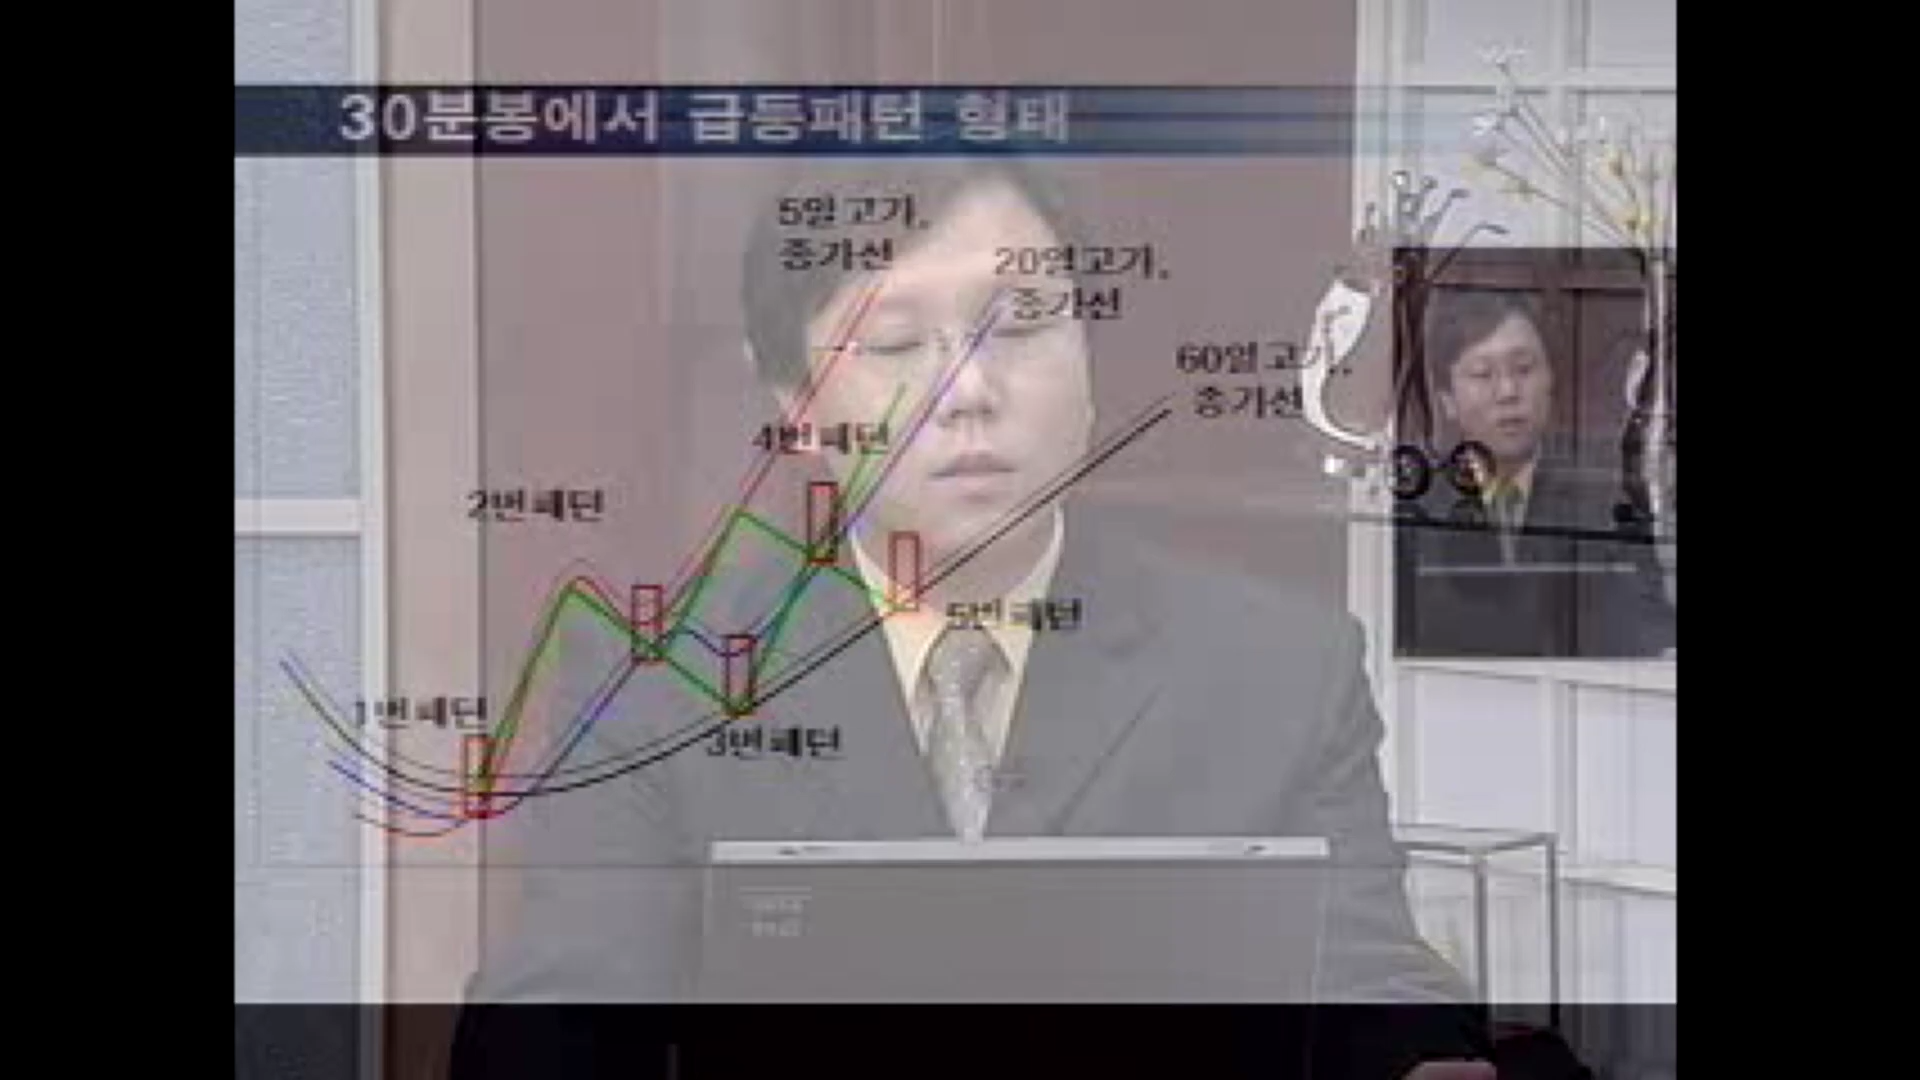 30분봉에서 급등패턴 형태
5일고가,
종가선
20일고가,
종가선
60일고가,
종가선
4번패턴
2번패턴
5번패턴
1번패턴
3번패턴